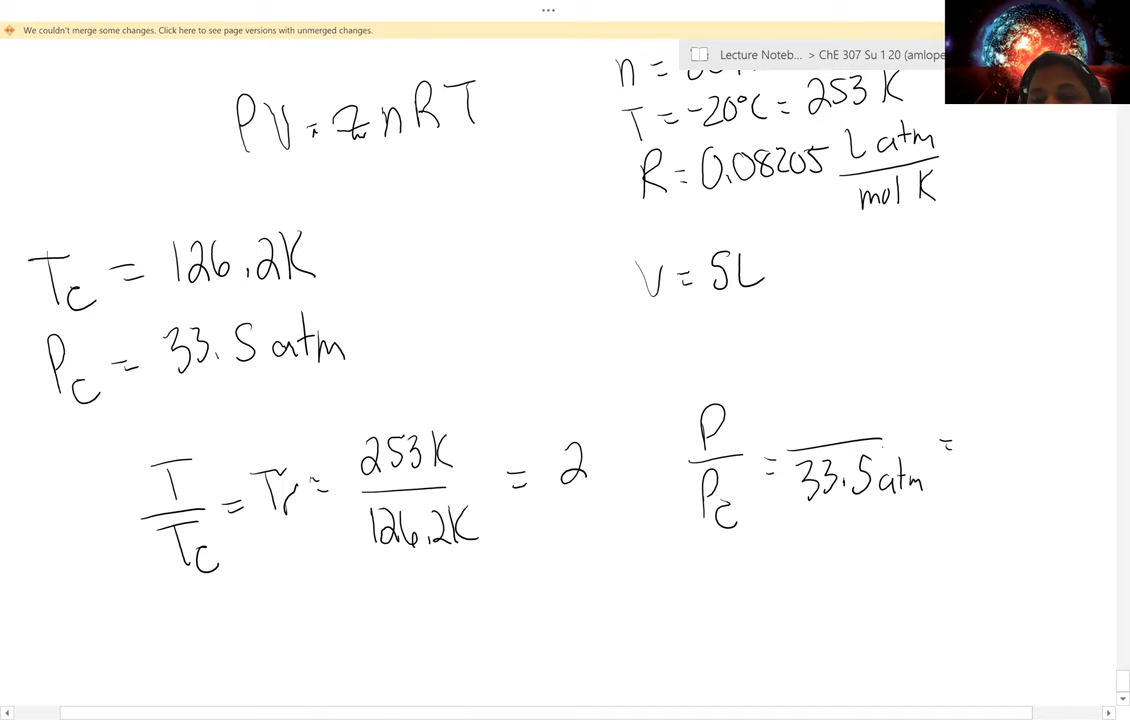 We couldn't merge some changes. Click here to see page versions with unmerged changes.
Lecture Noteb... > ChE 307 Su 1 20 (amlope
n =
PV = znRT
T = -20°C = 253 K
R = 0.08205 L atm / mol K
Tc = 126.2K
V = 5L
Pc = 33.5 atm
T / Tc = Tr = 253K / 126.2K = 2
P / Pc = / 33.5 atm =